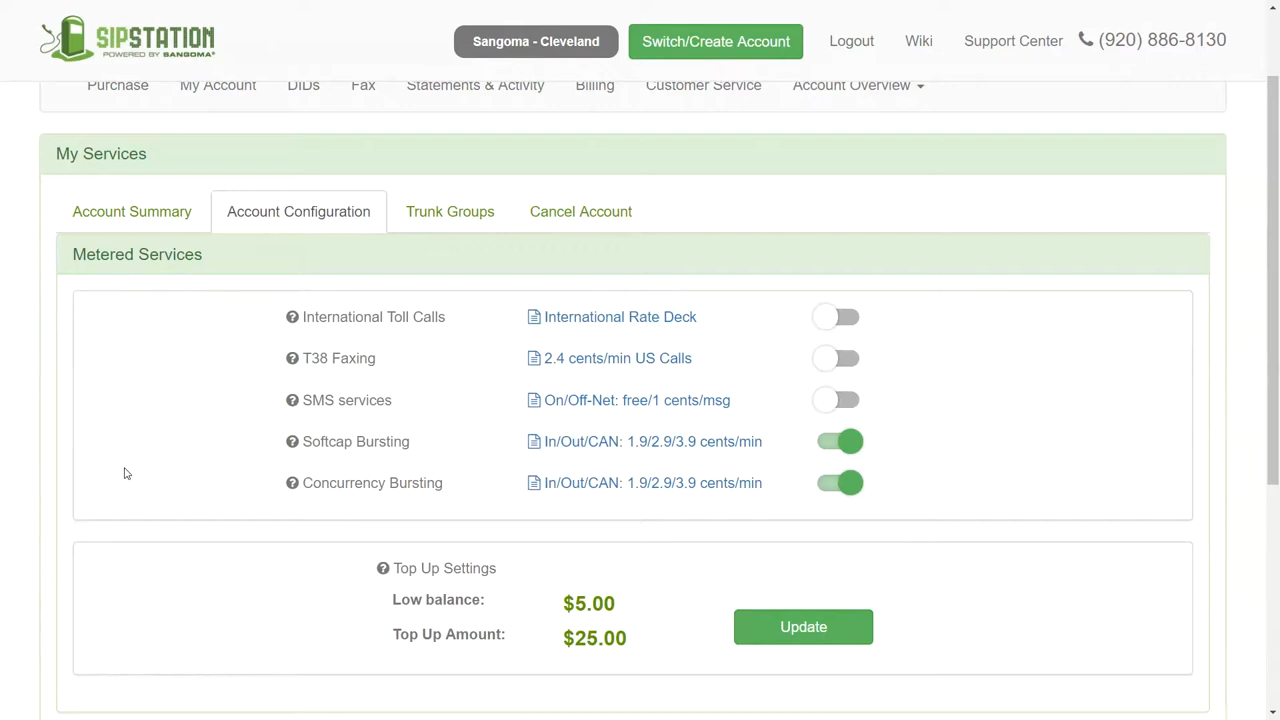 SIPSTATION
POWERED BY SANGOMA
Sangoma - Cleveland
Switch/Create Account
Logout
Wiki
Support Center
(920) 886-8130
Purchase
My Account
DIDs
Fax
Statements & Activity
Billing
Customer Service
Account Overview
My Services
Account Summary
Account Configuration
Trunk Groups
Cancel Account
Metered Services
International Toll Calls
International Rate Deck
T38 Faxing
2.4 cents/min US Calls
SMS services
On/Off-Net: free/1 cents/msg
Softcap Bursting
In/Out/CAN: 1.9/2.9/3.9 cents/min
Concurrency Bursting
In/Out/CAN: 1.9/2.9/3.9 cents/min
Top Up Settings
Low balance:
$5.00
Top Up Amount:
$25.00
Update